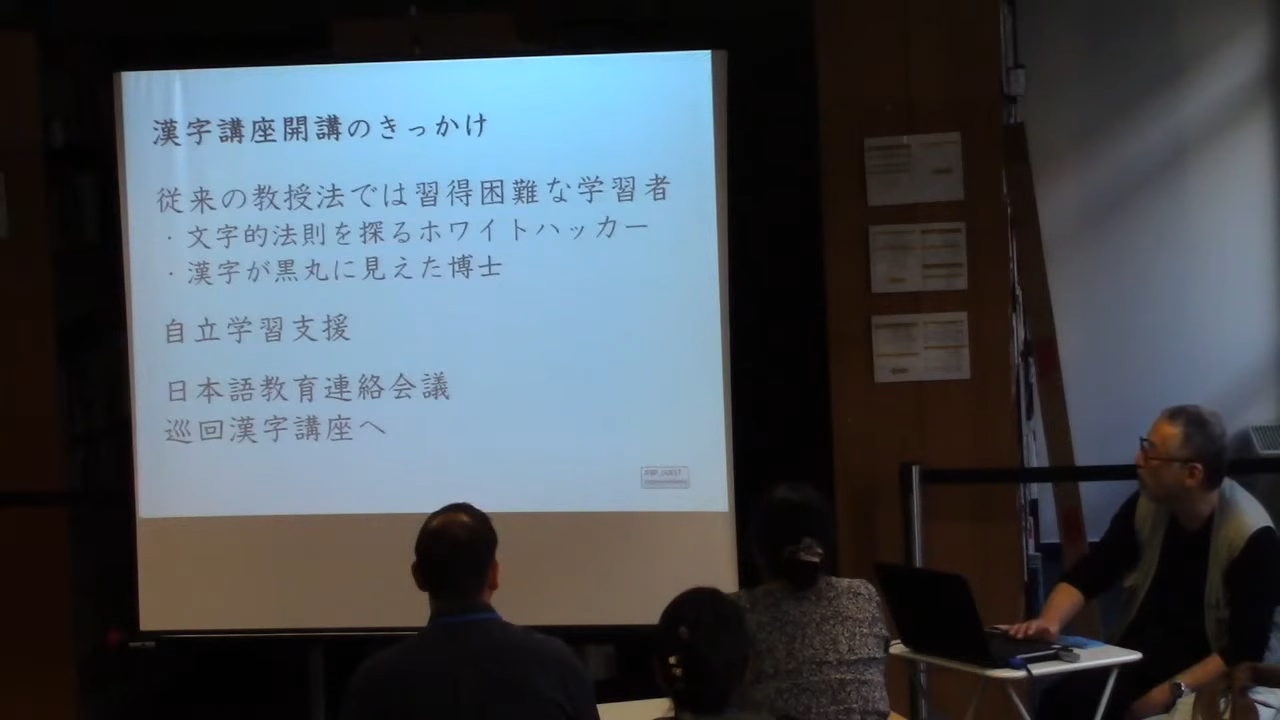 漢字講座開講のきっかけ
従来の教授法では習得困難な学習者
・文字的法則を探るホワイトハッカー
・漢字が黒丸に見えた博士
自立学習支援
日本語教育連絡会議
巡回漢字講座へ